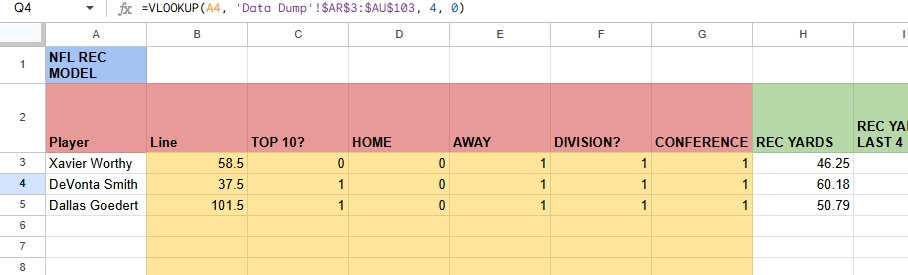 Q4 fx =VLOOKUP(A4, 'Data Dump'!$AR$3:$AU$103, 4, 0)
A B C D E F G H I
1 NFL REC
MODEL
2 Player Line TOP 10? HOME AWAY DIVISION? CONFERENCE REC YARDS REC YA
LAST 4
3 Xavier Worthy 58.5 0 0 1 1 1 46.25
4 DeVonta Smith 37.5 1 0 1 1 1 60.18
5 Dallas Goedert 101.5 1 0 1 1 1 50.79
6
7
8